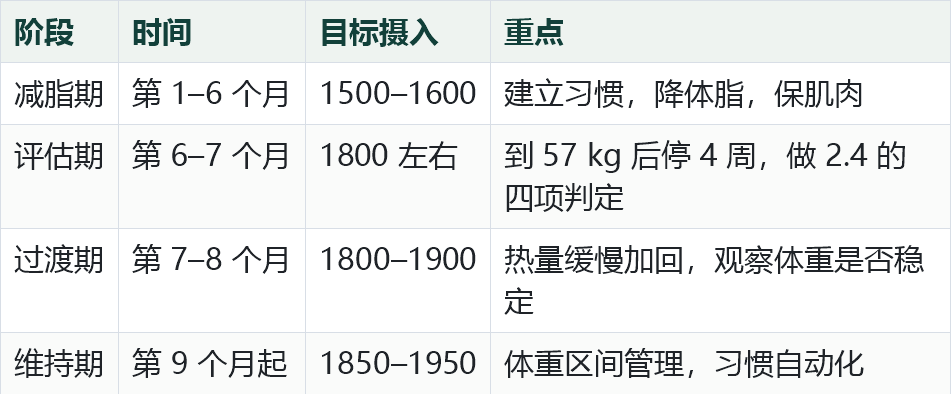 阶段 时间 目标摄入 重点
减脂期 第 1–6 个月 1500–1600 建立习惯，降体脂，保肌肉
评估期 第 6–7 个月 1800 左右 到 57 kg 后停 4 周，做 2.4 的
四项判定
过渡期 第 7–8 个月 1800–1900 热量缓慢加回，观察体重是否稳
定
维持期 第 9 个月起 1850–1950 体重区间管理，习惯自动化